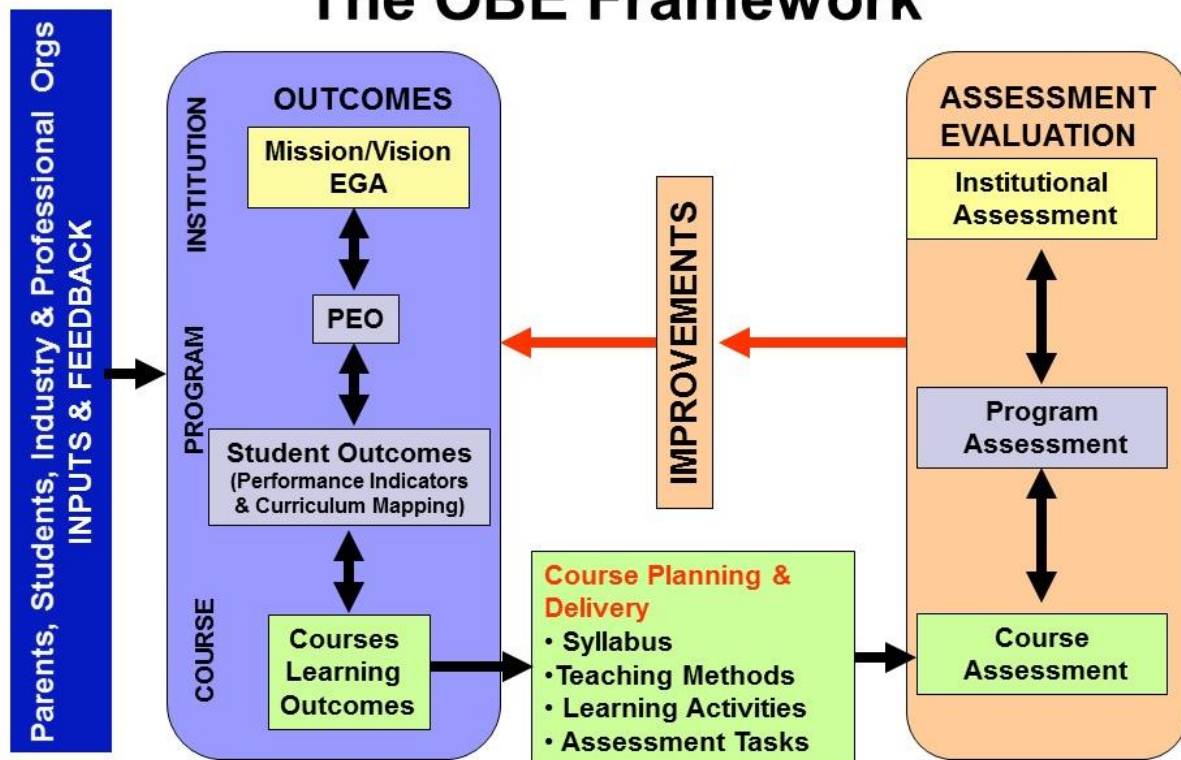 The OBE Framework
Parents, Students, Industry & Professional Orgs
INPUTS & FEEDBACK
OUTCOMES
INSTITUTION
Mission/Vision
EGA
PROGRAM
PEO
Student Outcomes
(Performance Indicators
& Curriculum Mapping)
COURSE
Courses
Learning
Outcomes
Course Planning &
Delivery
• Syllabus
•Teaching Methods
• Learning Activities
• Assessment Tasks
IMPROVEMENTS
ASSESSMENT
EVALUATION
Institutional
Assessment
Program
Assessment
Course
Assessment